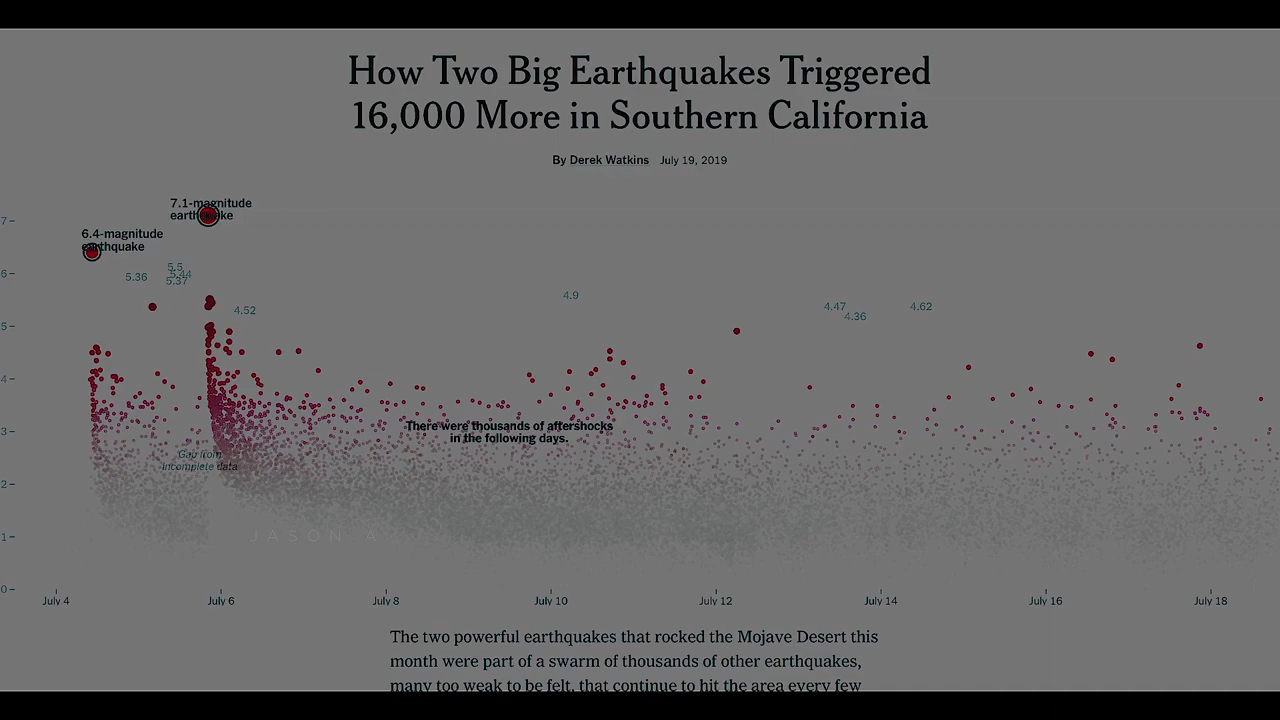 How Two Big Earthquakes Triggered
16,000 More in Southern California
By Derek Watkins July 19, 2019
7.1-magnitude
earthquake
7
6.4-magnitude
earthquake
6
5.5
5.44
5.36
5.37
4.9
4.52
4.47
4.62
4.36
5
4
There were thousands of aftershocks
in the following days.
3
Gap from
incomplete data
2
1
JASON A
0
July 4
July 6
July 8
July 10
July 12
July 14
July 16
July 18
The two powerful earthquakes that rocked the Mojave Desert this
month were part of a swarm of thousands of other earthquakes,
many too weak to be felt, that continue to hit the area every few